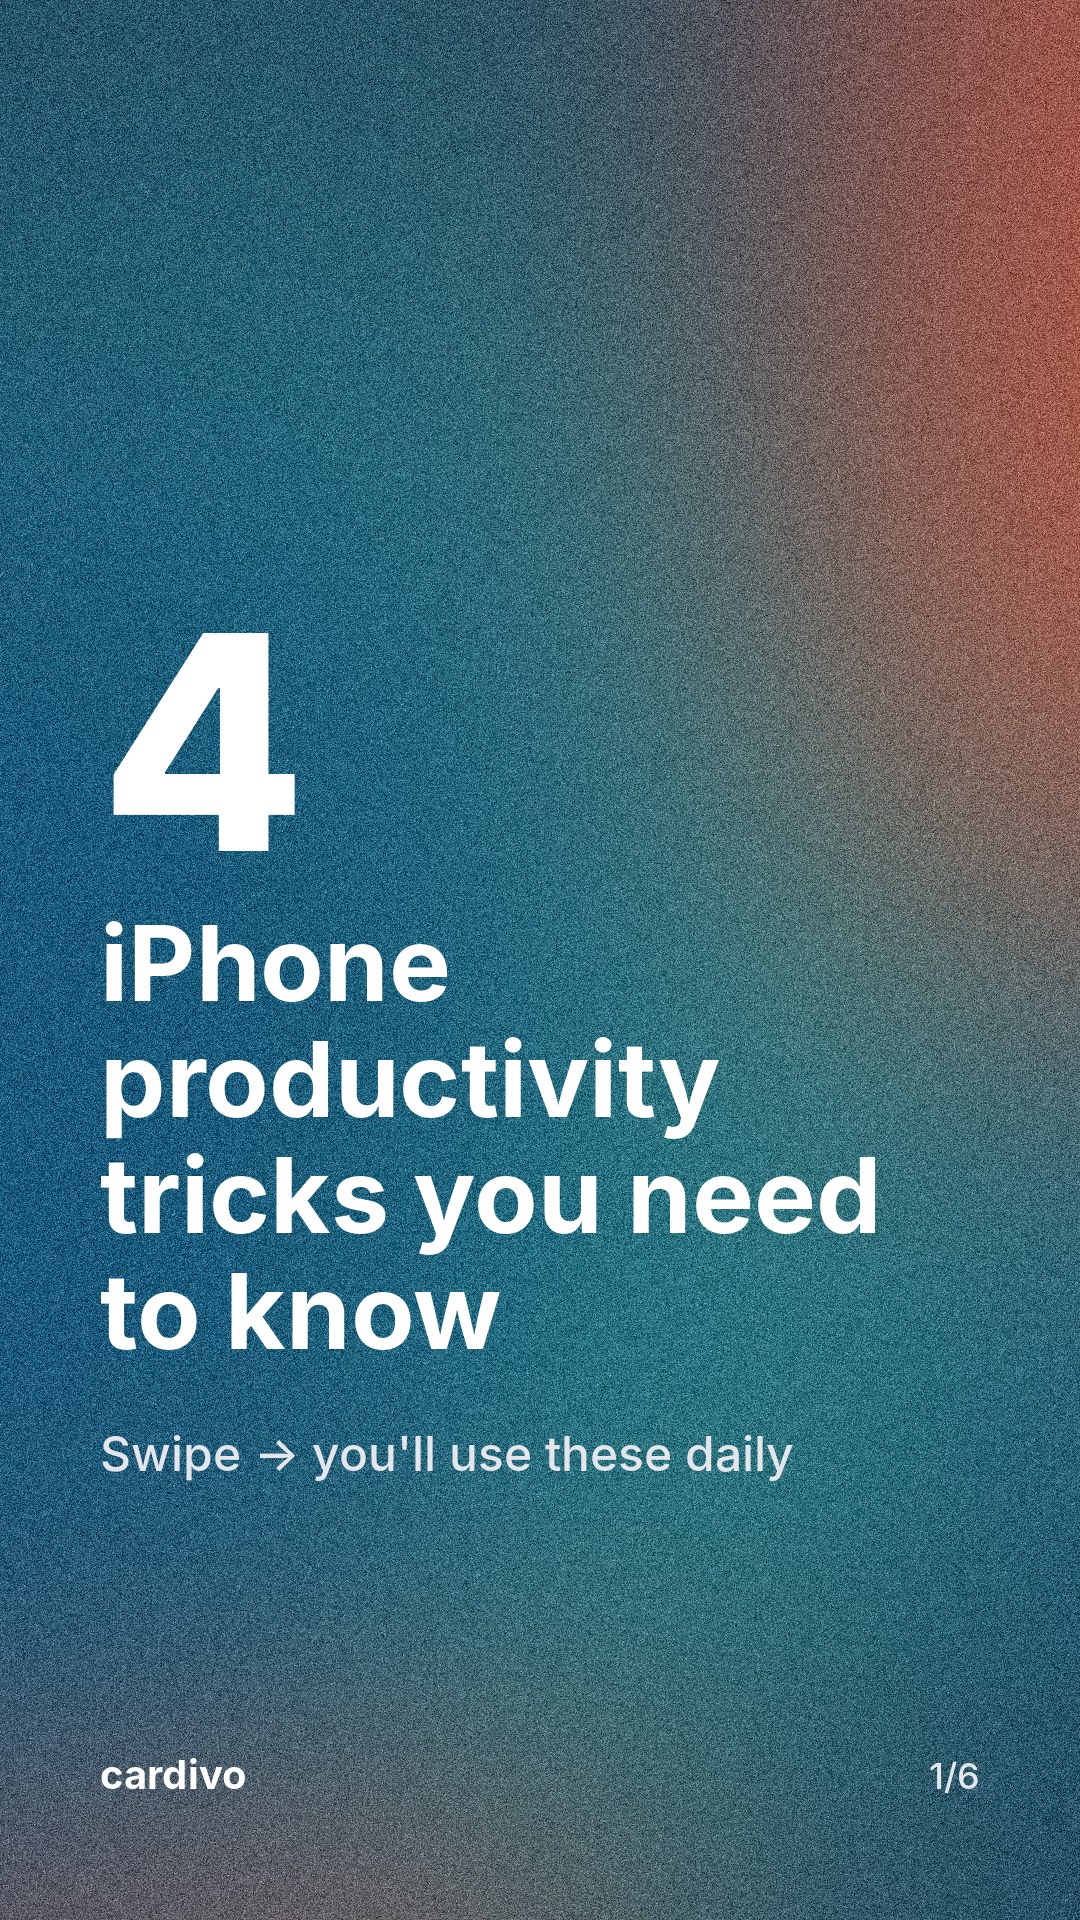 4
iPhone
productivity
tricks you need
to know
Swipe → you'll use these daily
cardivo
1/6